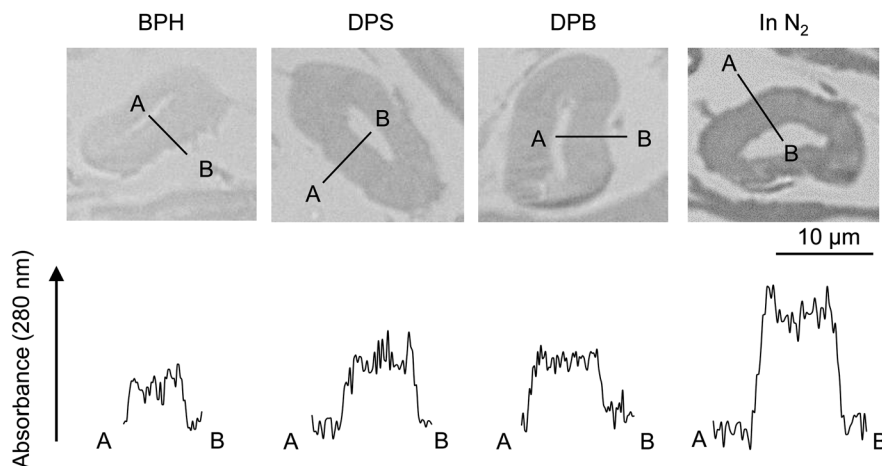 BPH DPS DPB In N₂
A B
A B
A B
A B
10 µm
Absorbance (280 nm)
A B A B A B A B